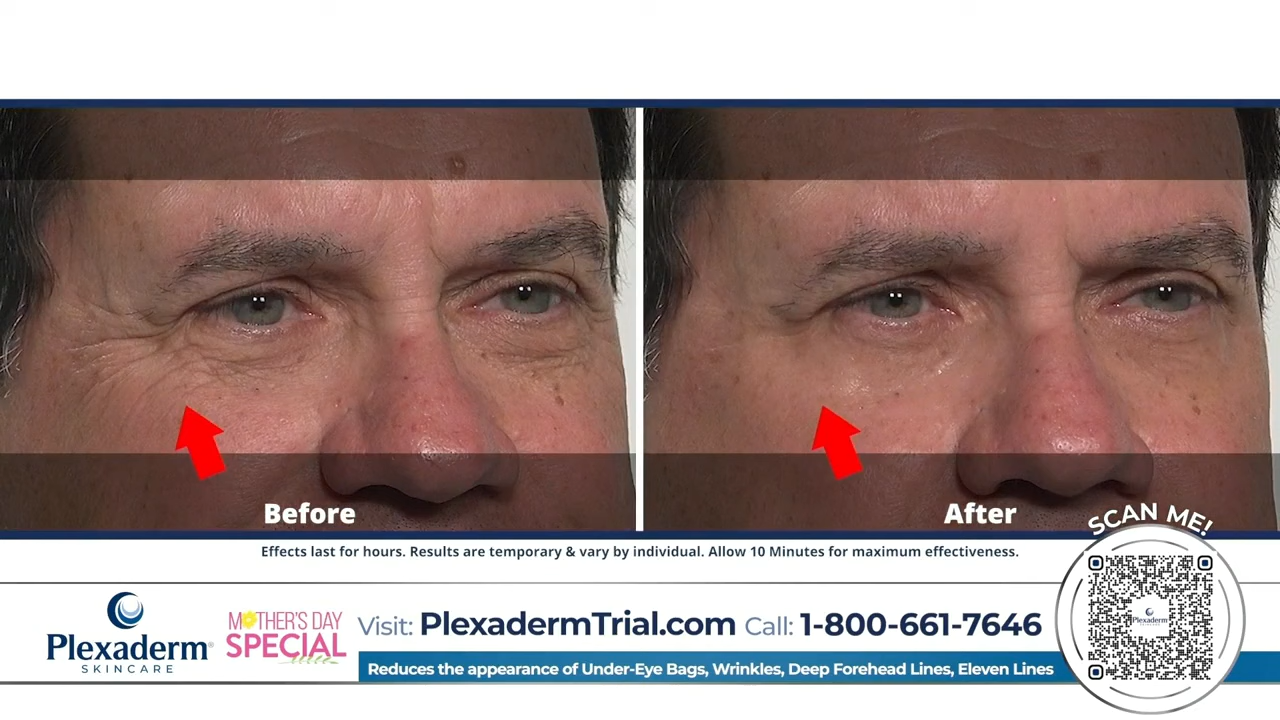 Before
After
SCAN ME!
Effects last for hours. Results are temporary & vary by individual. Allow 10 Minutes for maximum effectiveness.
Plexaderm®
SKINCARE
MOTHER'S DAY
SPECIAL
Visit: PlexadermTrial.com Call: 1-800-661-7646
Reduces the appearance of Under-Eye Bags, Wrinkles, Deep Forehead Lines, Eleven Lines
Plexaderm